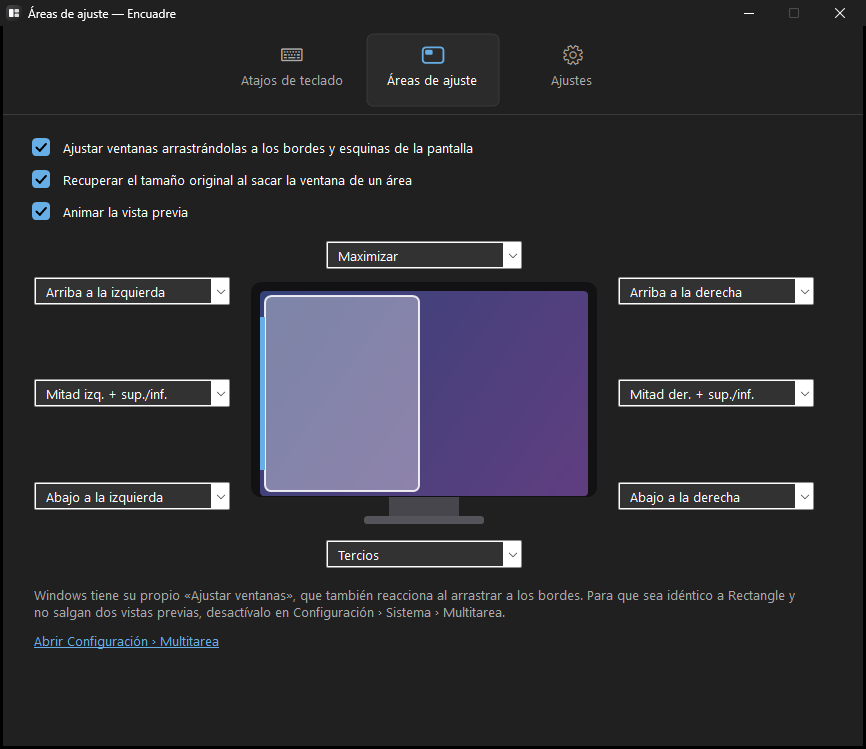 Áreas de ajuste — Encuadre
Atajos de teclado
Áreas de ajuste
Ajustes
Ajustar ventanas arrastrándolas a los bordes y esquinas de la pantalla
Recuperar el tamaño original al sacar la ventana de un área
Animar la vista previa
Maximizar
Arriba a la izquierda
Arriba a la derecha
Mitad izq. + sup./inf.
Mitad der. + sup./inf.
Abajo a la izquierda
Abajo a la derecha
Tercios
Windows tiene su propio «Ajustar ventanas», que también reacciona al arrastrar a los bordes. Para que sea idéntico a Rectangle y
no salgan dos vistas previas, desactívalo en Configuración › Sistema › Multitarea.
Abrir Configuración › Multitarea